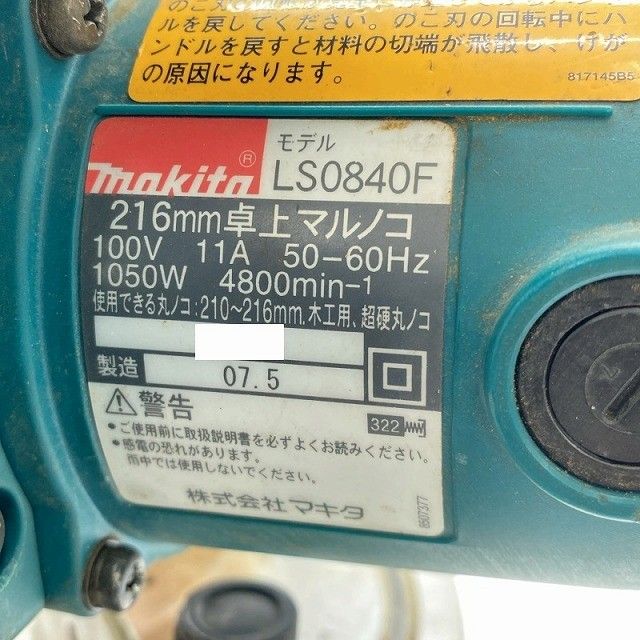 ルを戻してください。のこ刃の回転中にハ
ンドルを戻すと材料の切端が飛散し、けが
の原因になります。
817145B5
makita®
モデル
LS0840F
216mm卓上マルノコ
100V 11A 50-60Hz
1050W 4800min-1
使用できる丸ノコ:210~216mm.木工用、超硬丸ノコ
製造 07.5
⚠警告
322
•ご使用前に取扱説明書を必ずよくお読みください。
•感電の恐れがあります。
雨中では使用しないでください。
株式会社マキタ
8507377